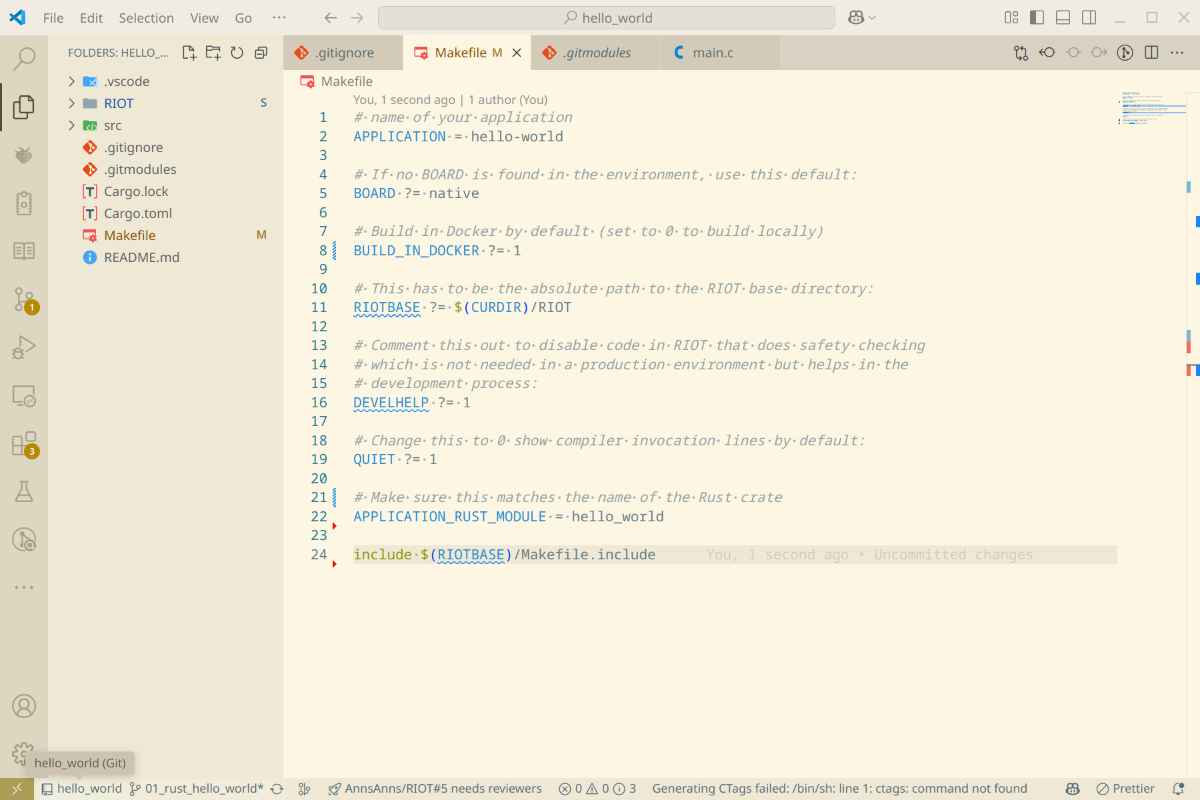 File Edit Selection View Go ··· hello_world
FOLDERS: HELLO_...
.vscode
RIOT S
src
.gitignore
.gitmodules
Cargo.lock
Cargo.toml
Makefile M
README.md
.gitignore Makefile M .gitmodules main.c
Makefile
You, 1 second ago | 1 author (You)
1 # name of your application
2 APPLICATION = hello-world
3
4 # If no BOARD is found in the environment, use this default:
5 BOARD ?= native
6
7 # Build in Docker by default (set to 0 to build locally)
8 BUILD_IN_DOCKER ?= 1
9
10 # This has to be the absolute path to the RIOT base directory:
11 RIOTBASE ?= $(CURDIR)/RIOT
12
13 # Comment this out to disable code in RIOT that does safety checking
14 # which is not needed in a production environment but helps in the
15 # development process:
16 DEVELHELP ?= 1
17
18 # Change this to 0 show compiler invocation lines by default:
19 QUIET ?= 1
20
21 # Make sure this matches the name of the Rust crate
22 APPLICATION_RUST_MODULE = hello_world
23
24 include $(RIOTBASE)/Makefile.include You, 1 second ago • Uncommitted changes
1
3
hello_world (Git)
hello_world 01_rust_hello_world* AnnsAnns/RIOT#5 needs reviewers 0 0 3 Generating CTags failed: /bin/sh: line 1: ctags: command not found Prettier